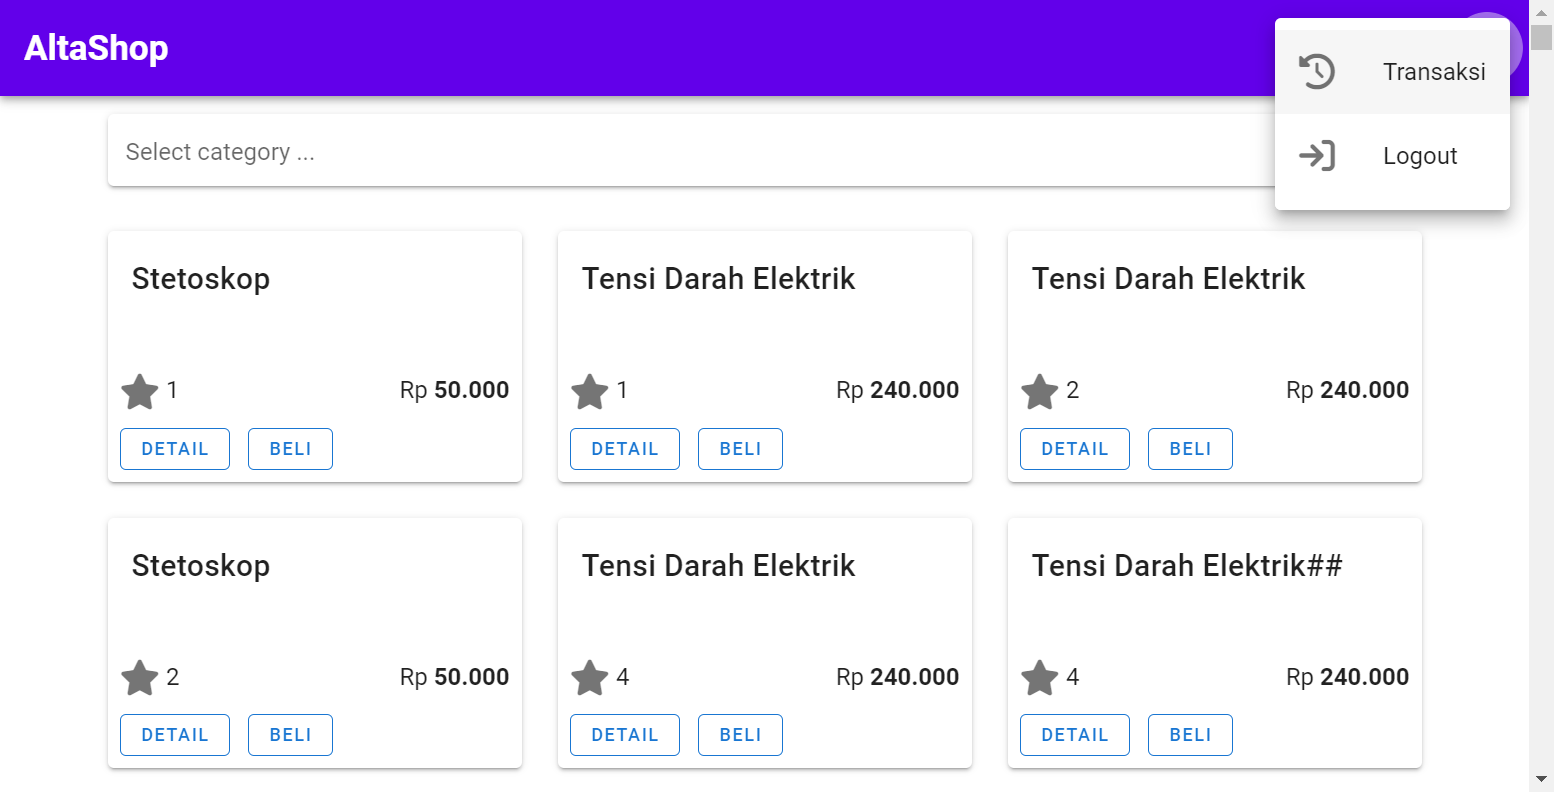 AltaShop
Transaksi
Logout
Select category ...
Stetoskop
1
Rp 50.000
DETAIL
BELI
Tensi Darah Elektrik
1
Rp 240.000
DETAIL
BELI
Tensi Darah Elektrik
2
Rp 240.000
DETAIL
BELI
Stetoskop
2
Rp 50.000
DETAIL
BELI
Tensi Darah Elektrik
4
Rp 240.000
DETAIL
BELI
Tensi Darah Elektrik##
4
Rp 240.000
DETAIL
BELI